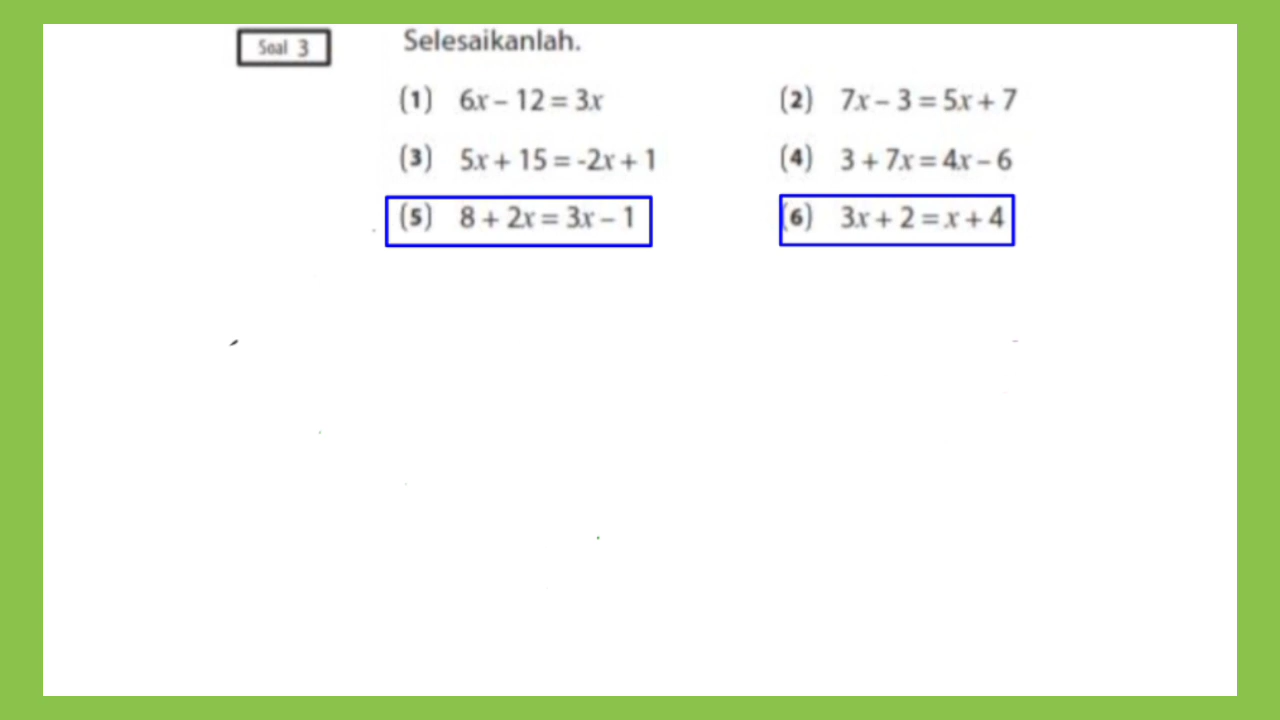 Soal 3 Selesaikanlah.
(1) 6x – 12 = 3x (2) 7x – 3 = 5x + 7
(3) 5x + 15 = -2x + 1 (4) 3 + 7x = 4x – 6
(5) 8 + 2x = 3x – 1 (6) 3x + 2 = x + 4